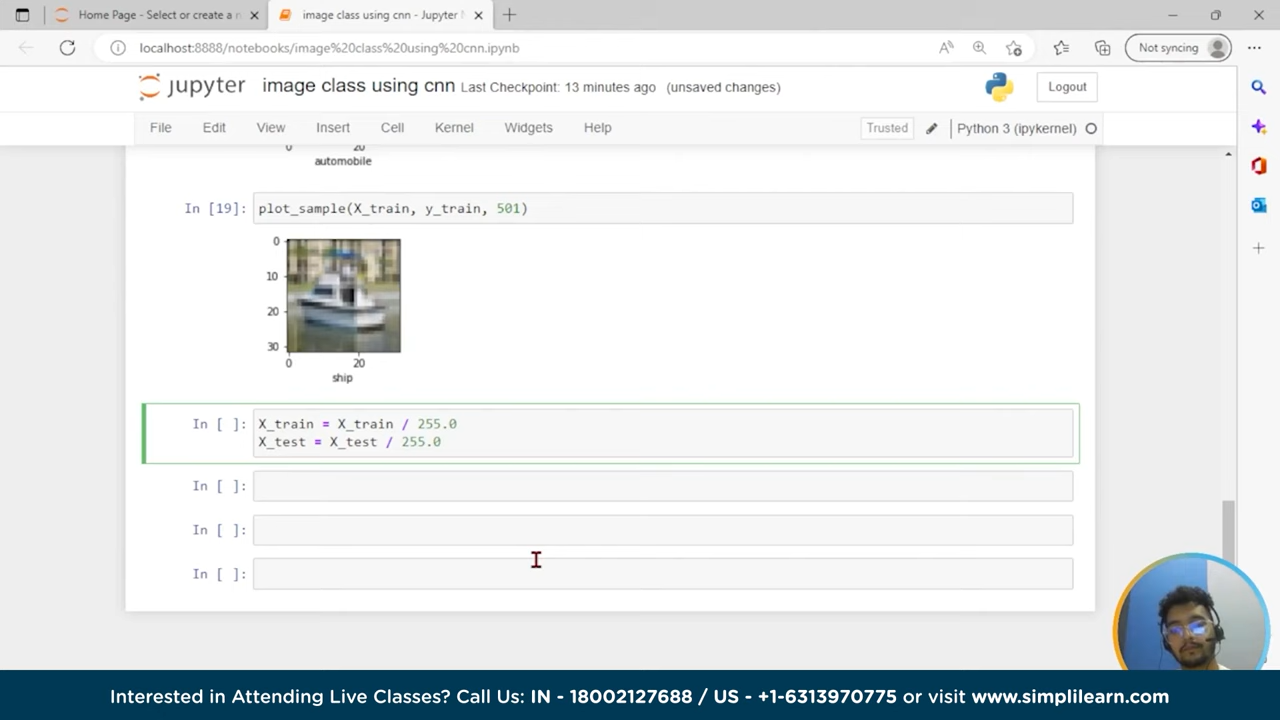 Home Page - Select or create a n
image class using cnn - Jupyter
localhost:8888/notebooks/image%20class%20using%20cnn.ipynb
Not syncing
jupyter image class using cnn Last Checkpoint: 13 minutes ago (unsaved changes)
Logout
File Edit View Insert Cell Kernel Widgets Help
Trusted
Python 3 (ipykernel)
0 20
automobile
In [19]: plot_sample(X_train, y_train, 501)
0
10
20
30
0 20
ship
In [ ]: X_train = X_train / 255.0
X_test = X_test / 255.0
In [ ]:
In [ ]:
In [ ]:
Interested in Attending Live Classes? Call Us: IN - 18002127688 / US - +1-6313970775 or visit www.simplilearn.com